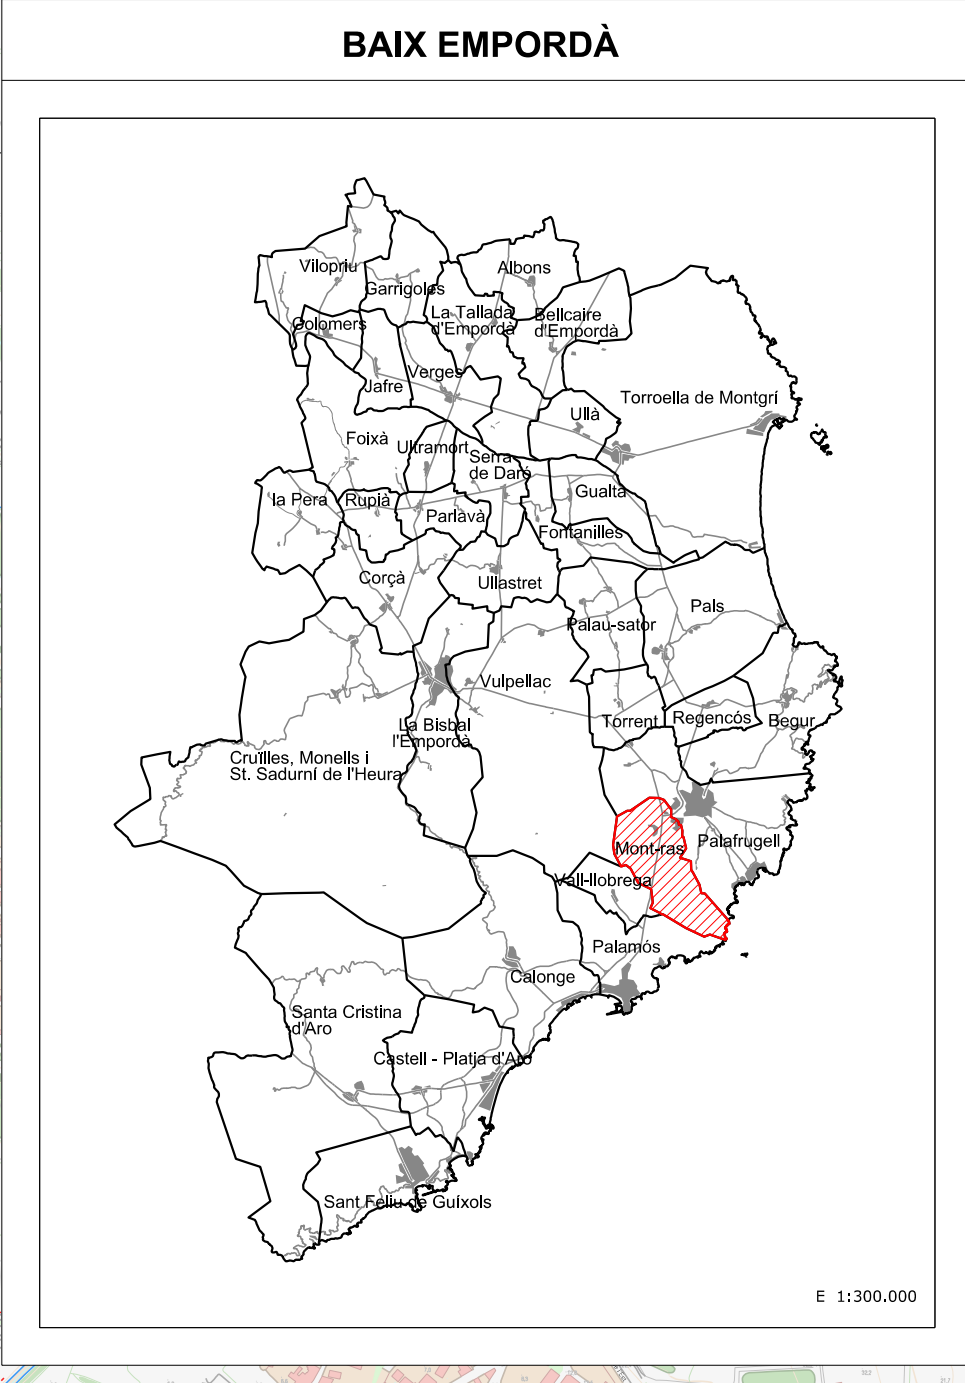 BAIX EMPORDÀ
Vilopriu
Albons
Garrigoles
La Tallada
d'Empordà
Bellcaire
d'Empordà
Colomers
Verges
Jafre
Torroella de Montgrí
Ullà
Foixà
Ultramort
Serra
de Daró
la Pera
Rupià
Gualta
Parlavà
Fontanilles
Corçà
Ullastret
Pals
Palau-sator
Vulpellac
La Bisbal
l'Empordà
Torrent
Regencós
Begur
Cruïlles, Monells i
St. Sadurní de l'Heura
Mont-ras
Palafrugell
Vall-llobrega
Palamós
Calonge
Santa Cristina
d'Aro
Castell - Platja d'Aro
Sant Feliu de Guíxols
E 1:300.000